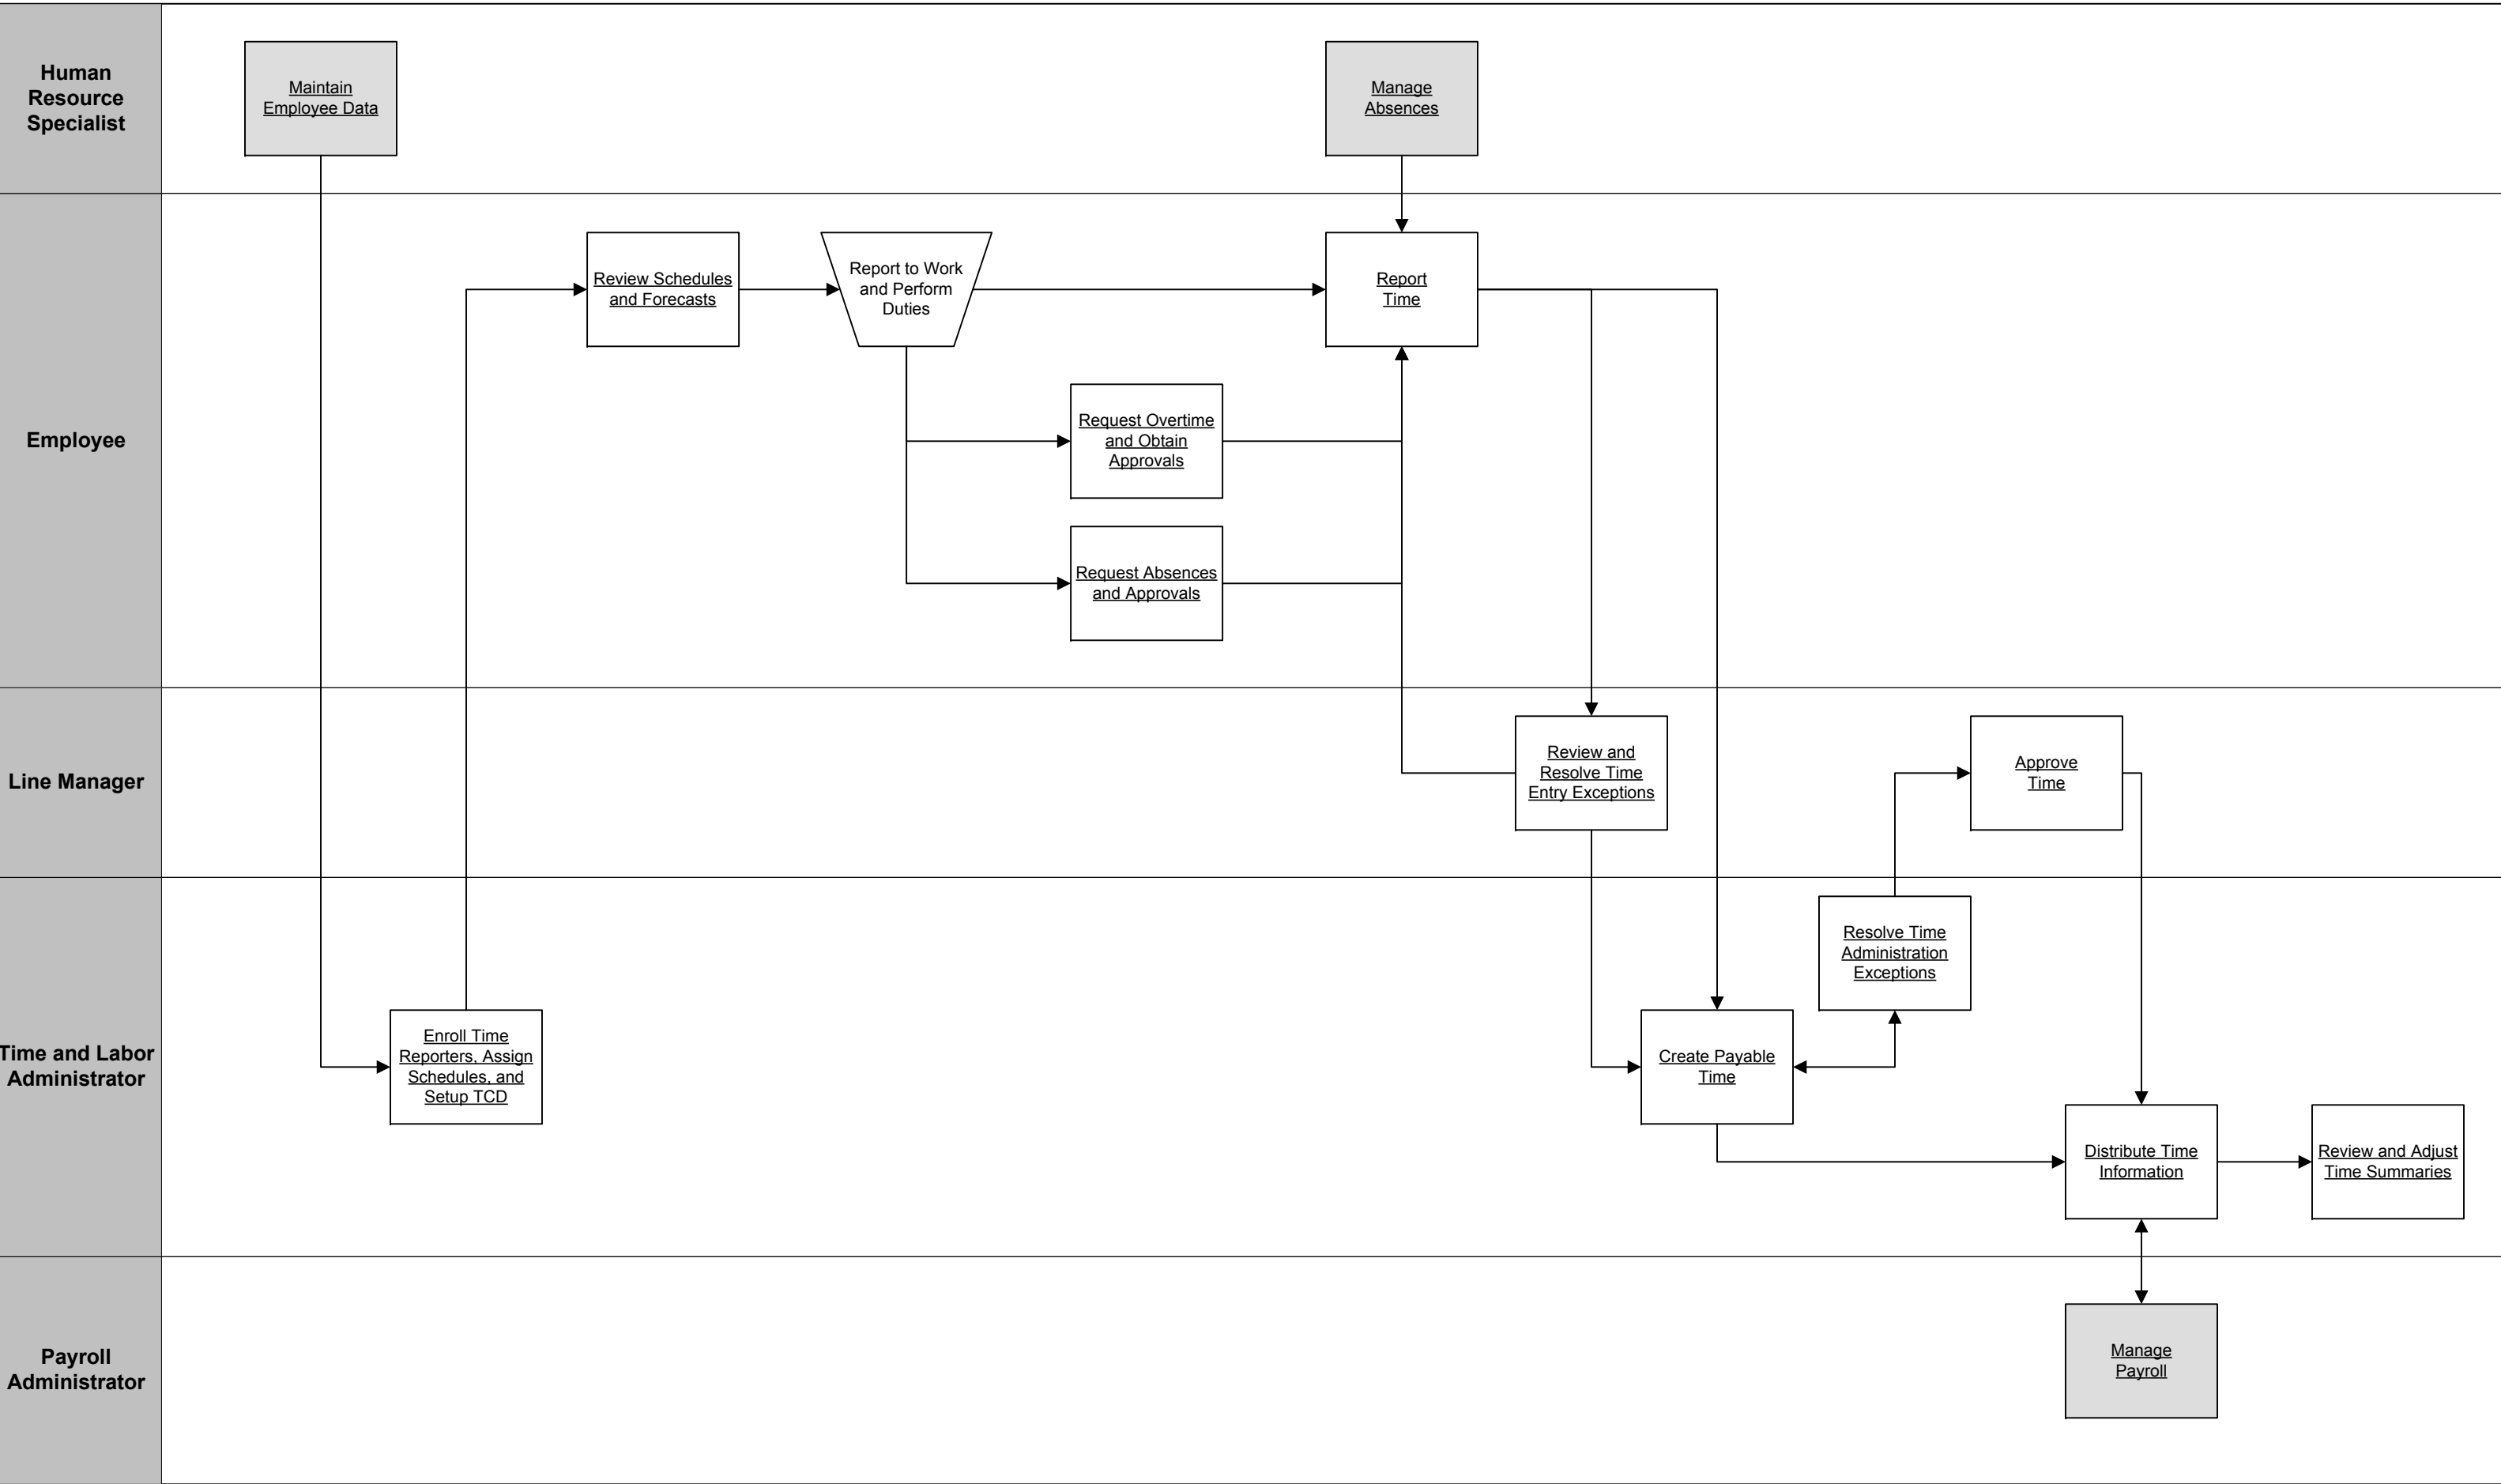 Human
Resource
Specialist
Maintain
Employee Data
Manage
Absences
Employee
Review Schedules
and Forecasts
Report to Work
and Perform
Duties
Report
Time
Request Overtime
and Obtain
Approvals
Request Absences
and Approvals
Line Manager
Review and
Resolve Time
Entry Exceptions
Approve
Time
Time and Labor
Administrator
Enroll Time
Reporters, Assign
Schedules, and
Setup TCD
Create Payable
Time
Resolve Time
Administration
Exceptions
Distribute Time
Information
Review and Adjust
Time Summaries
Payroll
Administrator
Manage
Payroll